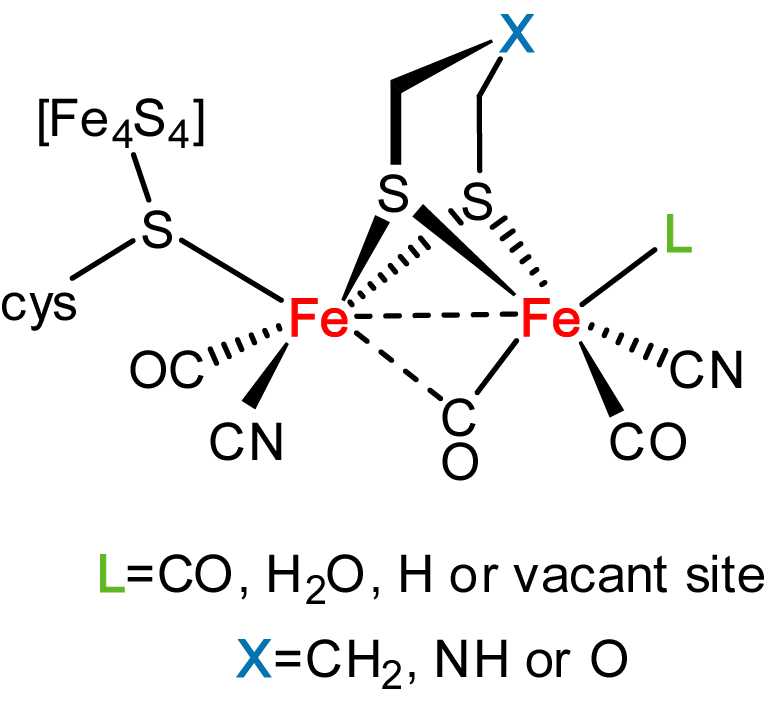 X
[Fe4S4]
S
S
S
L
cys
Fe
Fe
OC
CN
CN
C
O
CO
L=CO, H2O, H or vacant site
X=CH2, NH or O